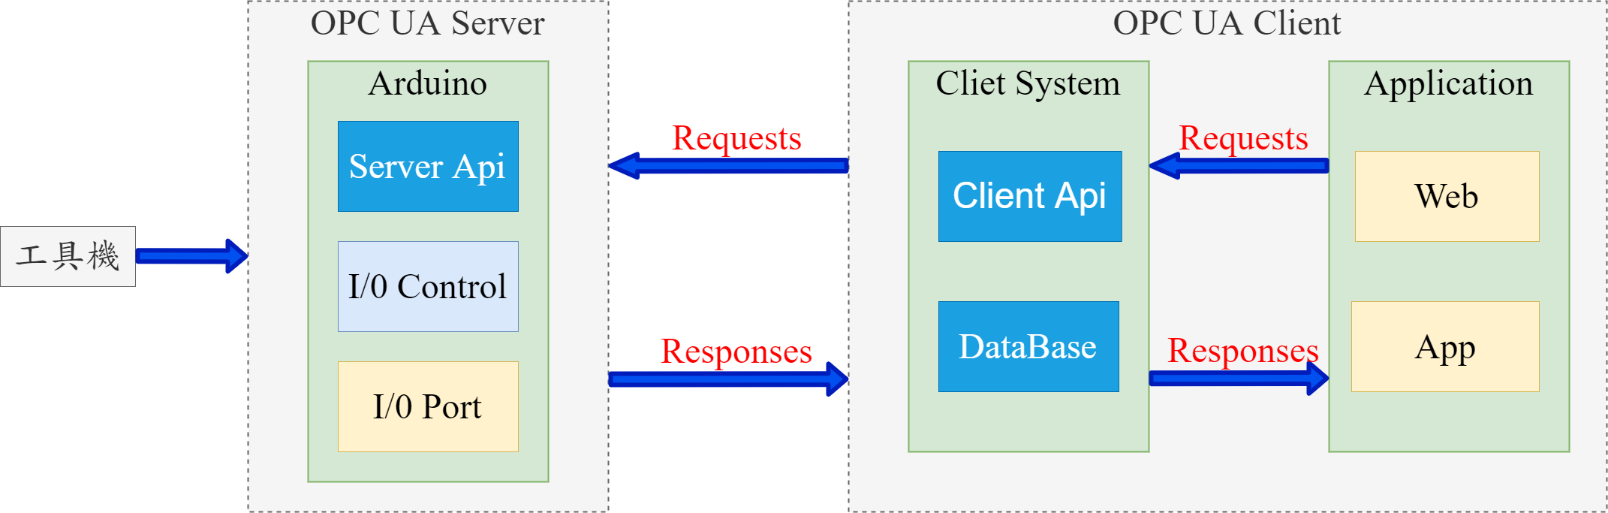 工具機
OPC UA Server
Arduino
Server Api
I/0 Control
I/0 Port
Requests
Responses
OPC UA Client
Cliet System
Client Api
DataBase
Requests
Responses
Application
Web
App